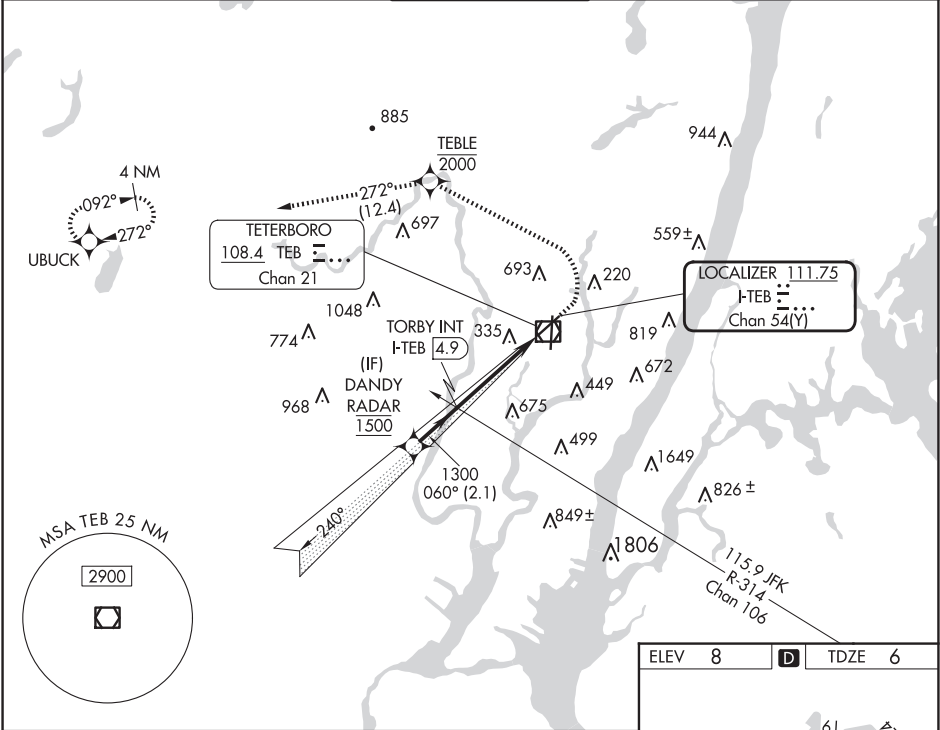 885
944
TEBLE
2000
4 NM
092°
272°
UBUCK
272°
(12.4)
697
TETERBORO
108.4 TEB
Chan 21
559±
693
220
LOCALIZER 111.75
I-TEB
Chan 54(Y)
1048
774
TORBY INT
I-TEB 4.9
335
819
(IF)
DANDY
RADAR
1500
672
449
968
675
499
1649
1300
060° (2.1)
826±
240°
849±
1806
MSA TEB 25 NM
2900
115.9 JFK
R-314
Chan 106
ELEV 8 D TDZE 6
61